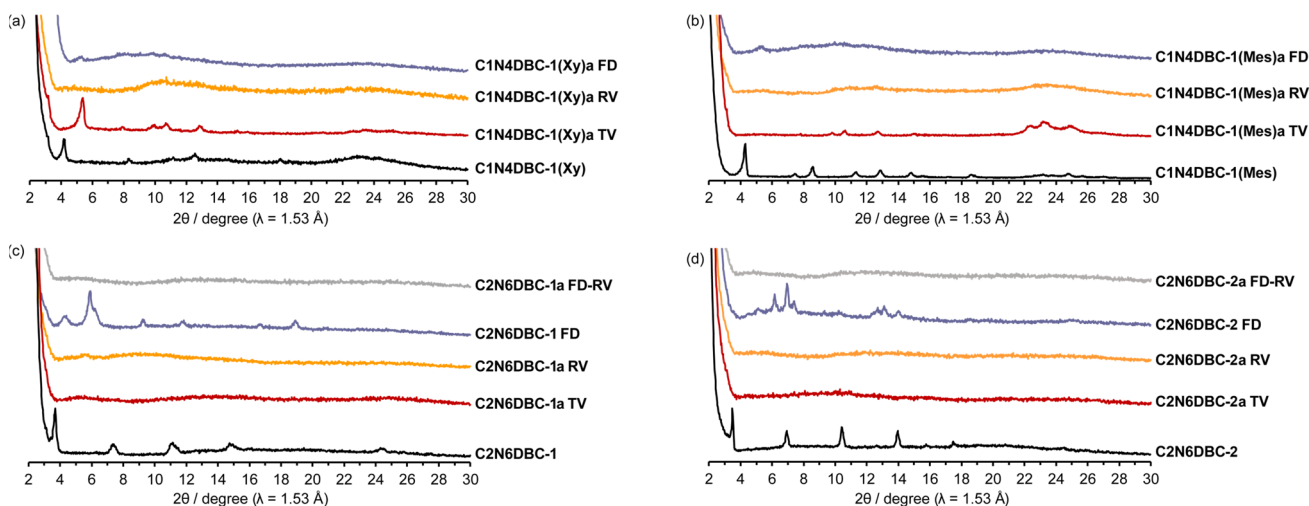 (a)
C1N4DBC-1(Xy)a FD
C1N4DBC-1(Xy)a RV
C1N4DBC-1(Xy)a TV
C1N4DBC-1(Xy)
2 4 6 8 10 12 14 16 18 20 22 24 26 28 30
2θ / degree (λ = 1.53 Å)
(b)
C1N4DBC-1(Mes)a FD
C1N4DBC-1(Mes)a RV
C1N4DBC-1(Mes)a TV
C1N4DBC-1(Mes)
2 4 6 8 10 12 14 16 18 20 22 24 26 28 30
2θ / degree (λ = 1.53 Å)
(c)
C2N6DBC-1a FD-RV
C2N6DBC-1 FD
C2N6DBC-1a RV
C2N6DBC-1a TV
C2N6DBC-1
2 4 6 8 10 12 14 16 18 20 22 24 26 28 30
2θ / degree (λ = 1.53 Å)
(d)
C2N6DBC-2a FD-RV
C2N6DBC-2 FD
C2N6DBC-2a RV
C2N6DBC-2a TV
C2N6DBC-2
2 4 6 8 10 12 14 16 18 20 22 24 26 28 30
2θ / degree (λ = 1.53 Å)